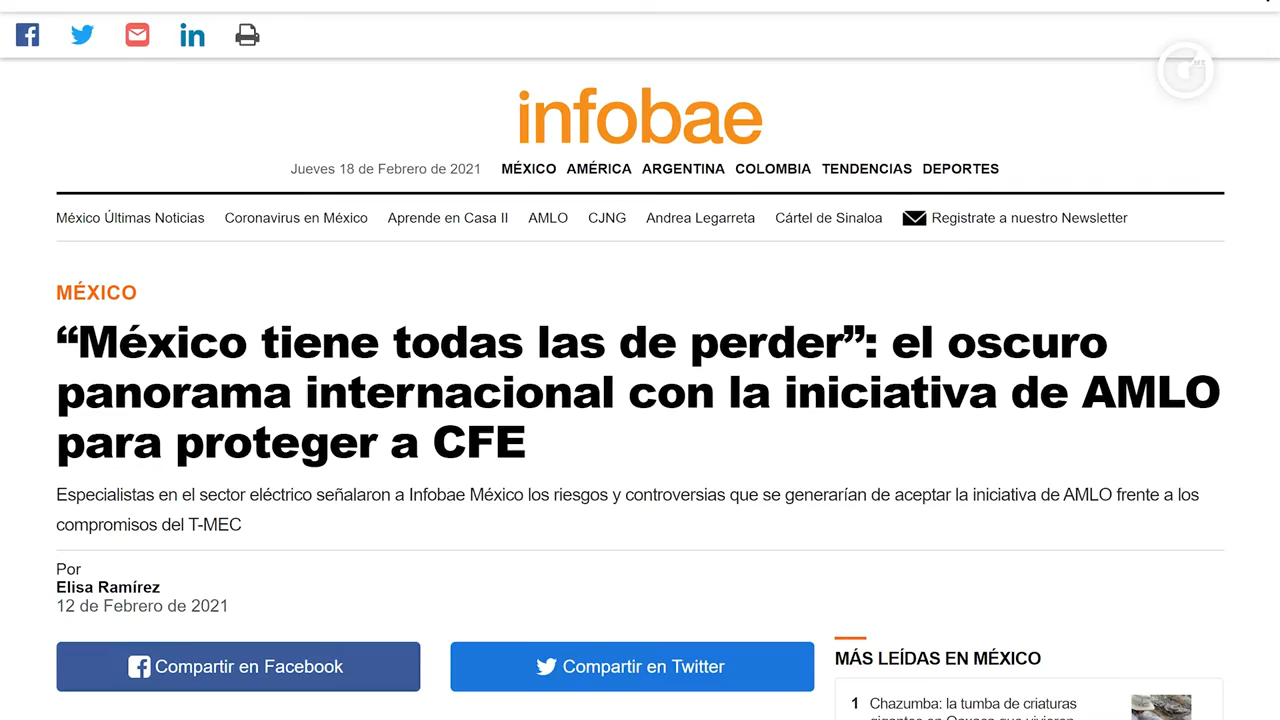 infobae
Jueves 18 de Febrero de 2021 MÉXICO AMÉRICA ARGENTINA COLOMBIA TENDENCIAS DEPORTES
México Últimas Noticias Coronavirus en México Aprende en Casa II AMLO CJNG Andrea Legarreta Cártel de Sinaloa Registrate a nuestro Newsletter
MÉXICO
“México tiene todas las de perder”: el oscuro
panorama internacional con la iniciativa de AMLO
para proteger a CFE
Especialistas en el sector eléctrico señalaron a Infobae México los riesgos y controversias que se generarían de aceptar la iniciativa de AMLO frente a los
compromisos del T-MEC
Por
Elisa Ramírez
12 de Febrero de 2021
Compartir en Facebook
Compartir en Twitter
MÁS LEÍDAS EN MÉXICO
1 Chazumba: la tumba de criaturas
gigantes en Oaxaca que vivieron